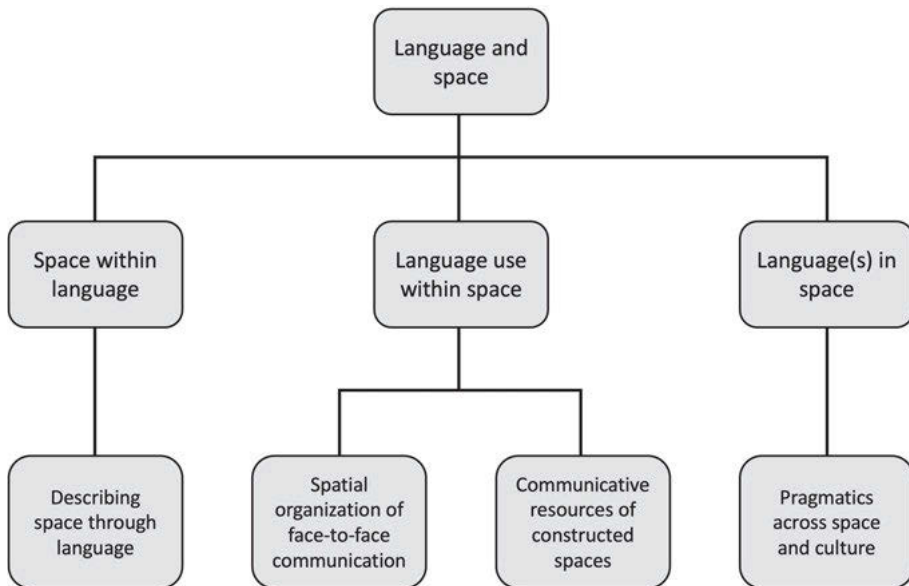 Language and
space
Space within
language
Language use
within space
Language(s) in
space
Describing
space through
language
Spatial
organization of
face-to-face
communication
Communicative
resources of
constructed
spaces
Pragmatics
across space
and culture